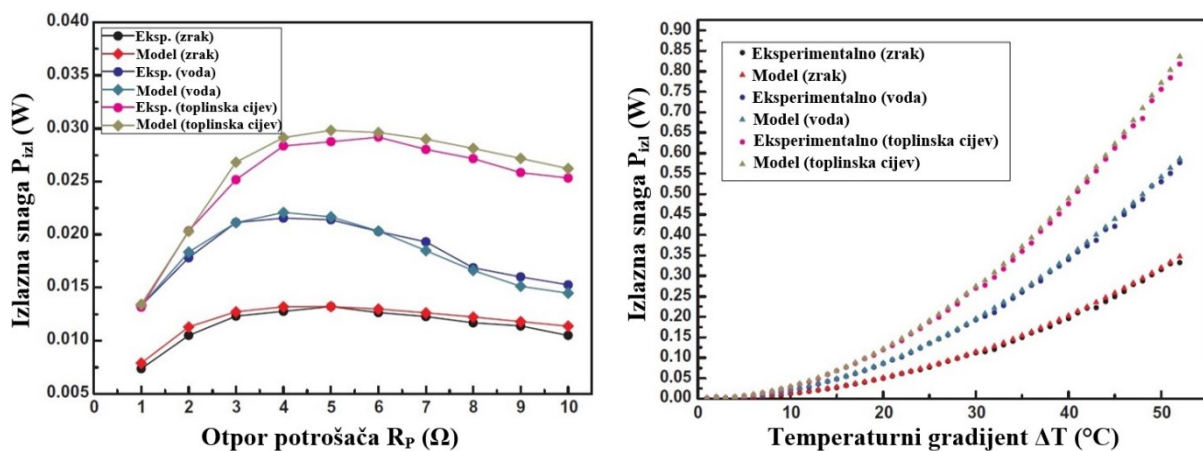 0.040
0.035
0.030
0.025
0.020
0.015
0.010
0.005
Izlazna snaga Pizl (W)
Eksp. (zrak)
Model (zrak)
Eksp. (voda)
Model (voda)
Eksp. (toplinska cijev)
Model (toplinska cijev)
0 1 2 3 4 5 6 7 8 9 10
Otpor potrošača RP (Ω)
0.90
0.85
0.80
0.75
0.70
0.65
0.60
0.55
0.50
0.45
0.40
0.35
0.30
0.25
0.20
0.15
0.10
0.05
0.00
Izlazna snaga Pizl (W)
Eksperimentalno (zrak)
Model (zrak)
Eksperimentalno (voda)
Model (voda)
Eksperimentalno (toplinska cijev)
Model (toplinska cijev)
0 10 20 30 40 50
Temperaturni gradijent ΔT (°C)